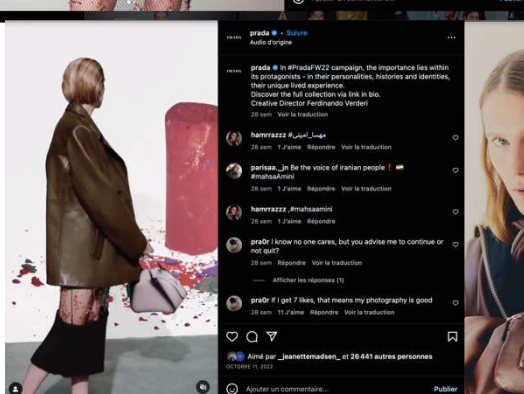 Ajouter un commentaire...
prada • Suivre
Audio d'origine
prada In #PradaFW22 campaign, the importance lies within
its protagonists - in their personalities, histories and identities,
their unique lived experience.
Discover the full collection via link in bio.
Creative Director Ferdinando Verderi
28 sem Voir la traduction
hamrrazzz #مهسا_امینی
28 sem 1 J'aime Répondre Voir la traduction
parisaa._jn Be the voice of iranian people❗🇮🇷
#mahsaAmini
28 sem 1 J'aime Répondre Voir la traduction
hamrrazzz ,#mahsaamini
28 sem 1 J'aime Répondre
pra0r I know no one cares, but you advise me to continue or
not quit?
28 sem Répondre Voir la traduction
Afficher les réponses (1)
pra0r If I get 7 likes, that means my photography is good
28 sem 11 J'aime Répondre Voir la traduction
Aimé par _jeanettemadsen_ et 26 441 autres personnes
OCTOBRE 11, 2022
Ajouter un commentaire... Publier